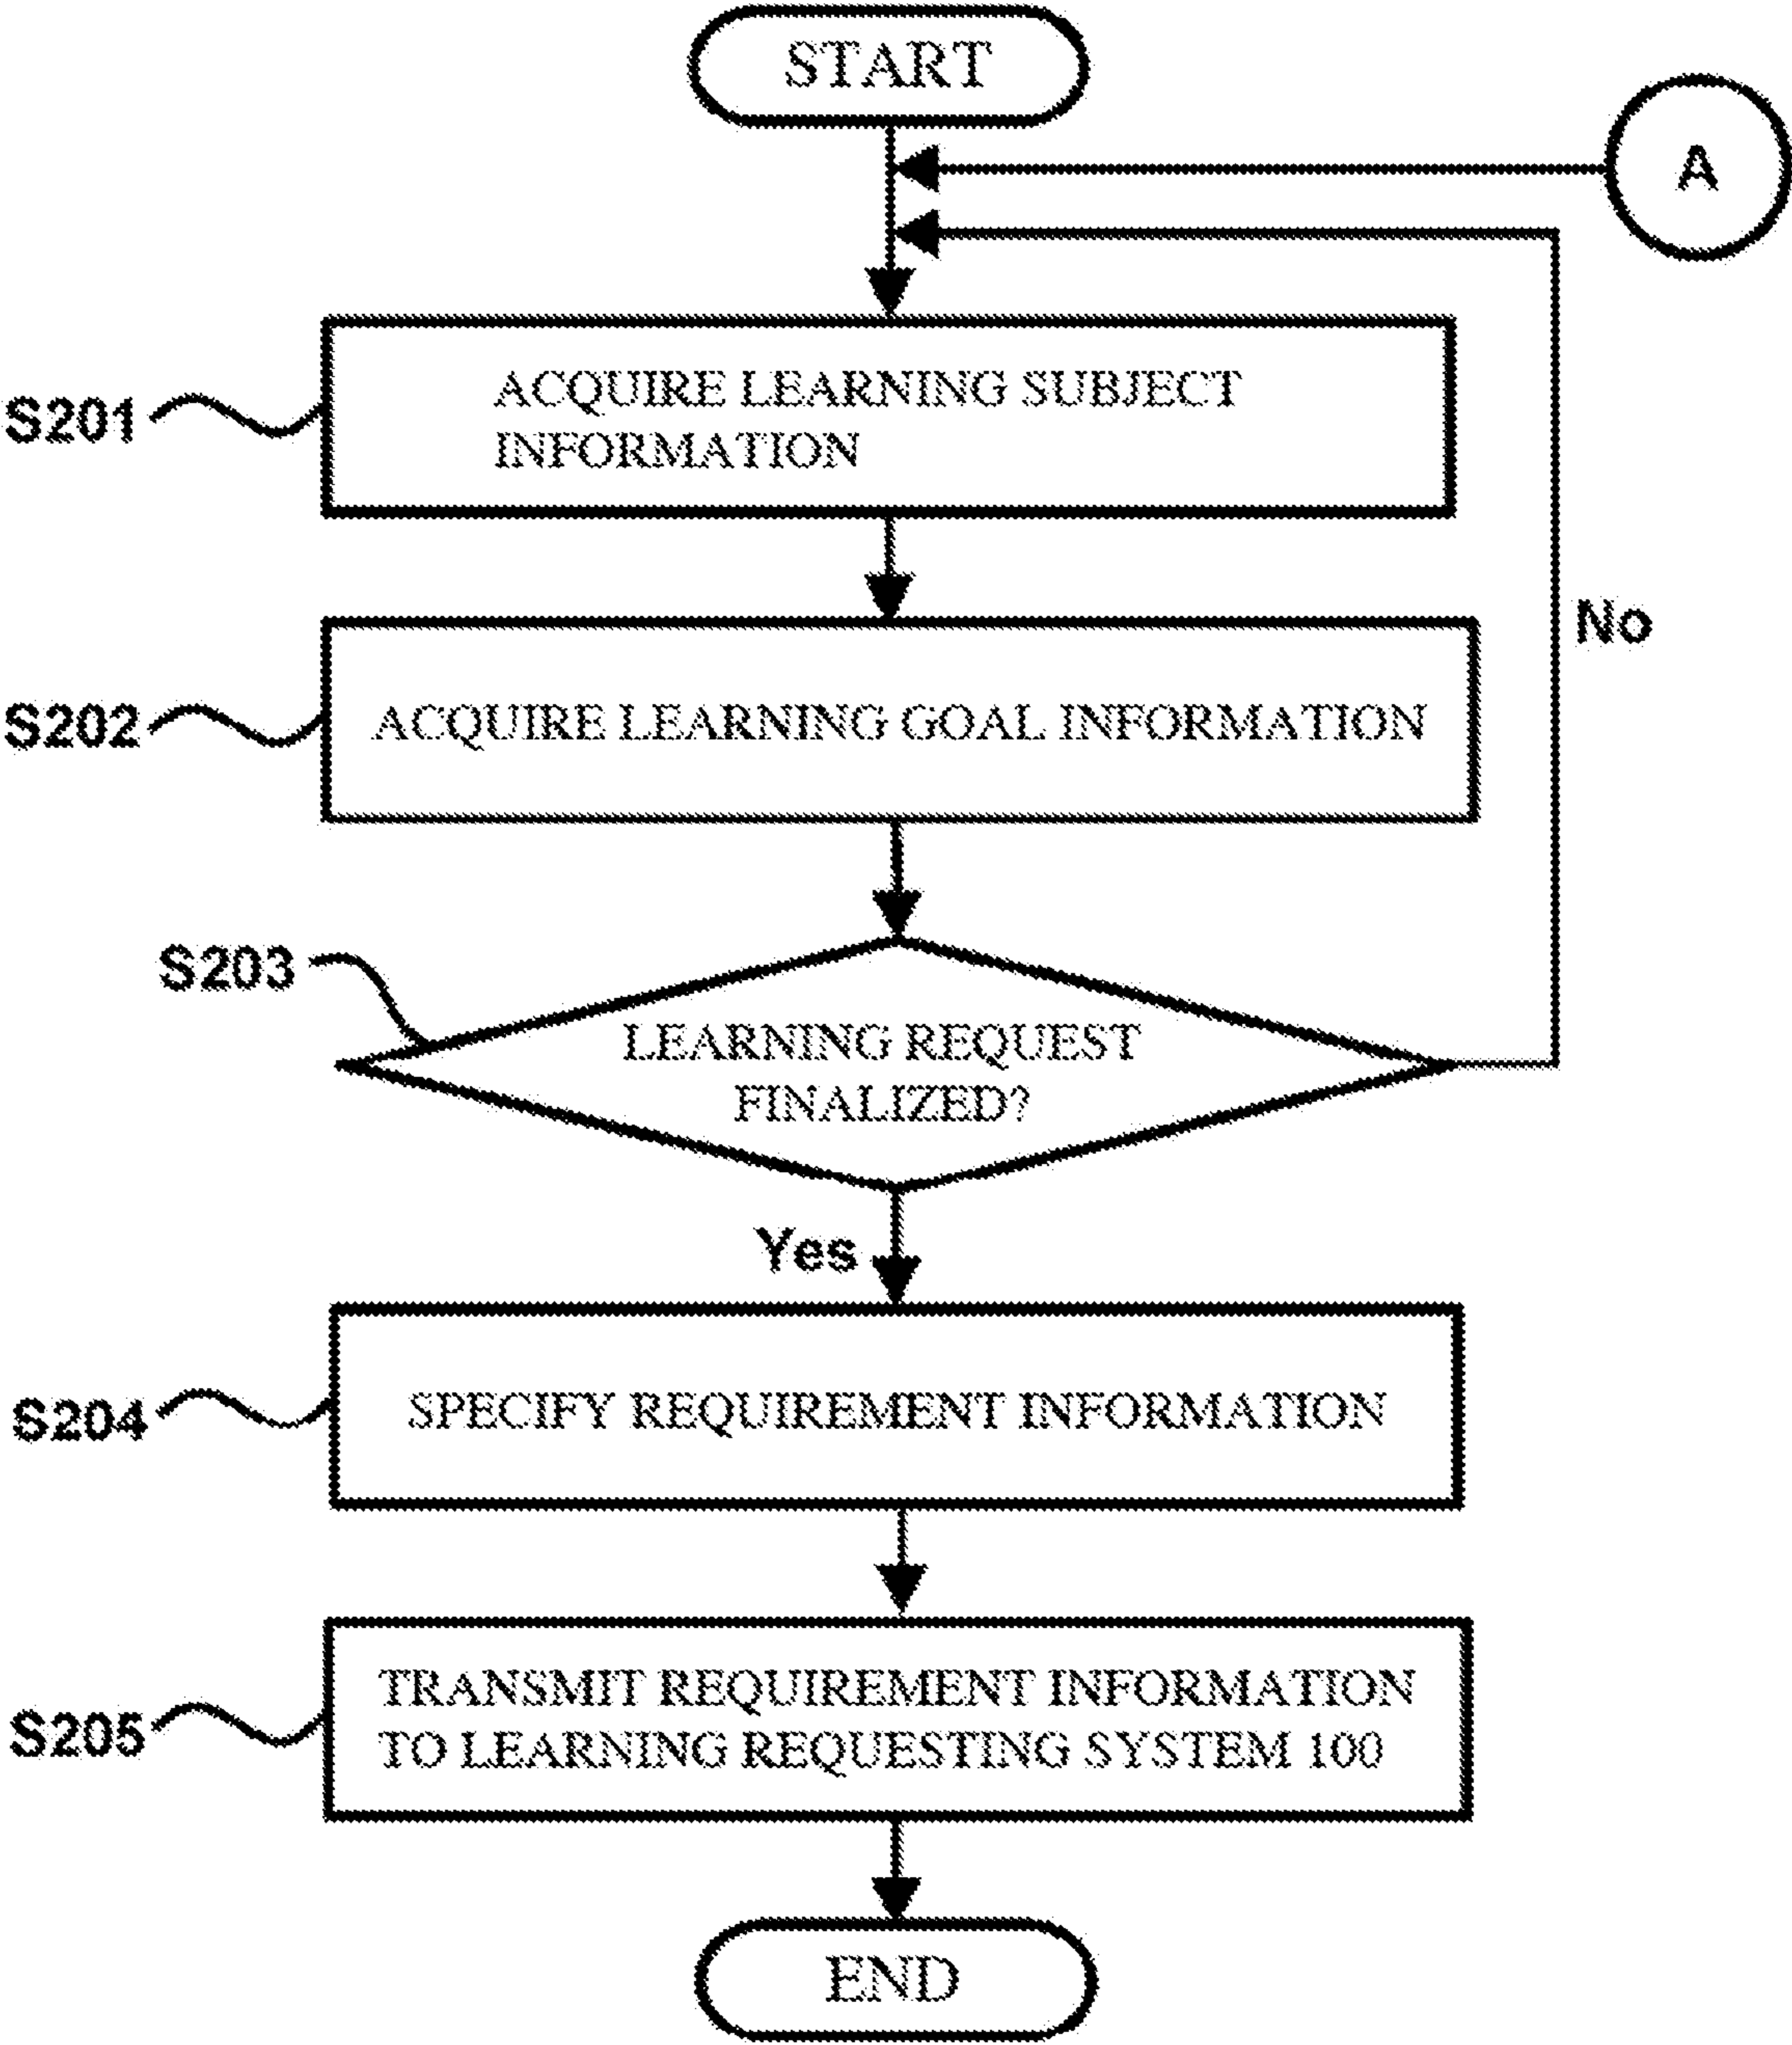 START
A
S201
ACQUIRE LEARNING SUBJECT
INFORMATION
No
S202
ACQUIRE LEARNING GOAL INFORMATION
S203
LEARNING REQUEST
FINALIZED?
Yes
S204
SPECIFY REQUIREMENT INFORMATION
S205
TRANSMIT REQUIREMENT INFORMATION
TO LEARNING REQUESTING SYSTEM 100
END